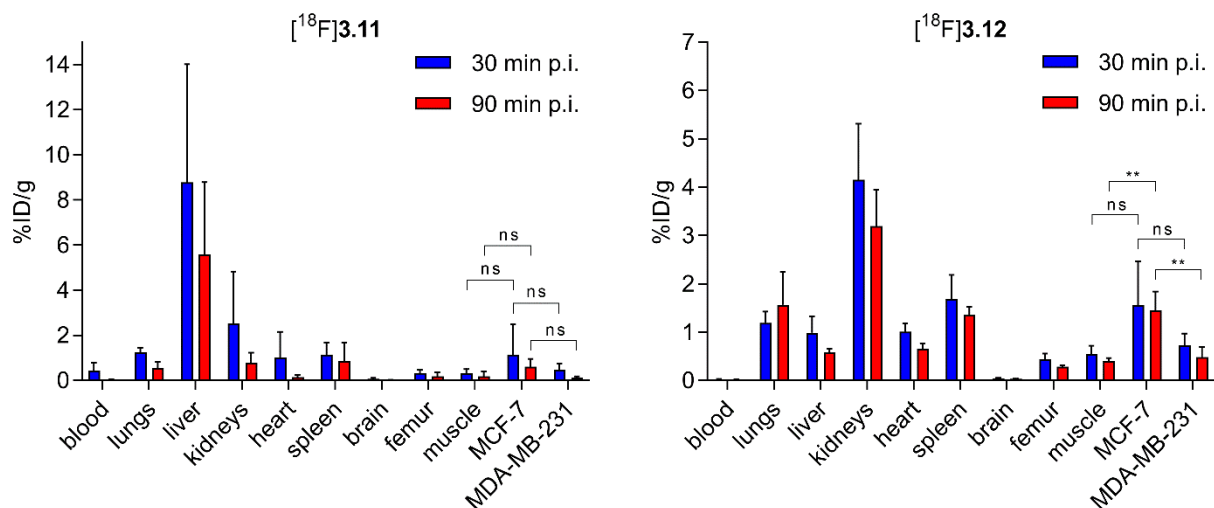 [¹⁸F]3.11
30 min p.i.
90 min p.i.
%ID/g
14
12
10
8
6
4
2
0
ns
ns
ns
ns
blood
lungs
liver
kidneys
heart
spleen
brain
femur
muscle
MCF-7
MDA-MB-231
[¹⁸F]3.12
30 min p.i.
90 min p.i.
%ID/g
7
6
5
4
3
2
1
0
**
ns
ns
**
blood
lungs
liver
kidneys
heart
spleen
brain
femur
muscle
MCF-7
MDA-MB-231